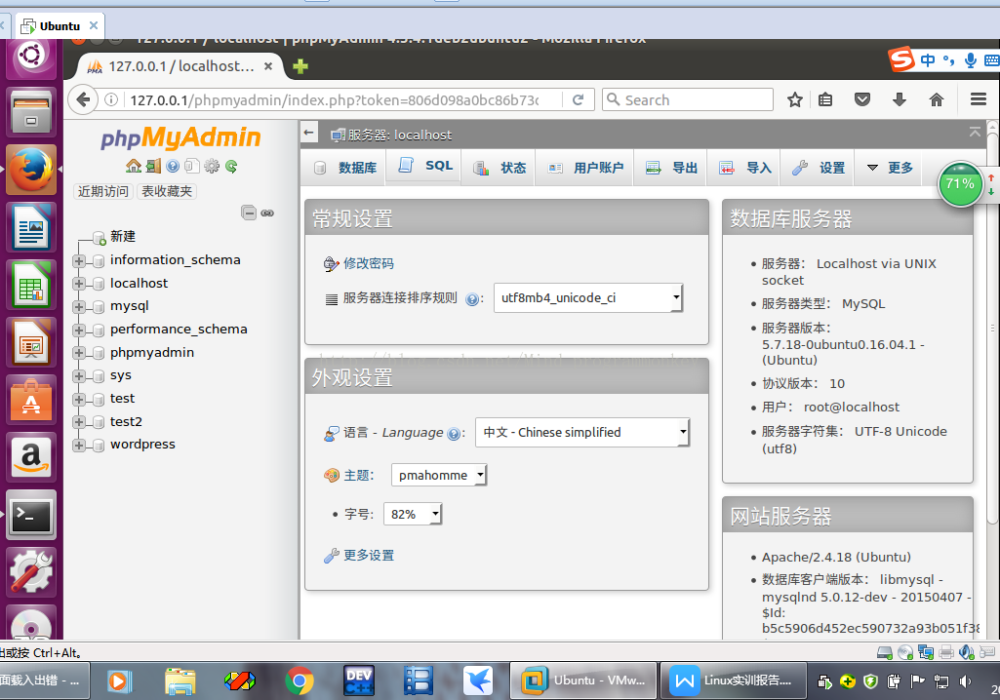 Ubuntu
127.0.0.1 / localhost | phpMyAdmin 4.5.4.1deb2ubuntu2 - Mozilla Firefox
127.0.0.1 / localhost...
中
127.0.0.1/phpmyadmin/index.php?token=806d098a0bc86b73c
Search
phpMyAdmin
近期访问
表收藏夹
新建
information_schema
localhost
mysql
performance_schema
phpmyadmin
sys
test
test2
wordpress
服务器: localhost
数据库 SQL 状态 用户账户 导出 导入 设置 更多
71%
常规设置
修改密码
服务器连接排序规则 : utf8mb4_unicode_ci
外观设置
语言 - Language : 中文 - Chinese simplified
主题: pmahomme
• 字号: 82%
更多设置
数据库服务器
• 服务器: Localhost via UNIX
socket
• 服务器类型: MySQL
• 服务器版本:
5.7.18-0ubuntu0.16.04.1 -
(Ubuntu)
• 协议版本: 10
• 用户: root@localhost
• 服务器字符集: UTF-8 Unicode
(utf8)
网站服务器
• Apache/2.4.18 (Ubuntu)
• 数据库客户端版本: libmysql -
mysqlnd 5.0.12-dev - 20150407 -
$Id:
b5c5906d452ec590732a93b051f38
出或按 Ctrl+Alt。
面载入出错 - ...
DEV C++
Ubuntu - VMw...
Linux实训报告....
20